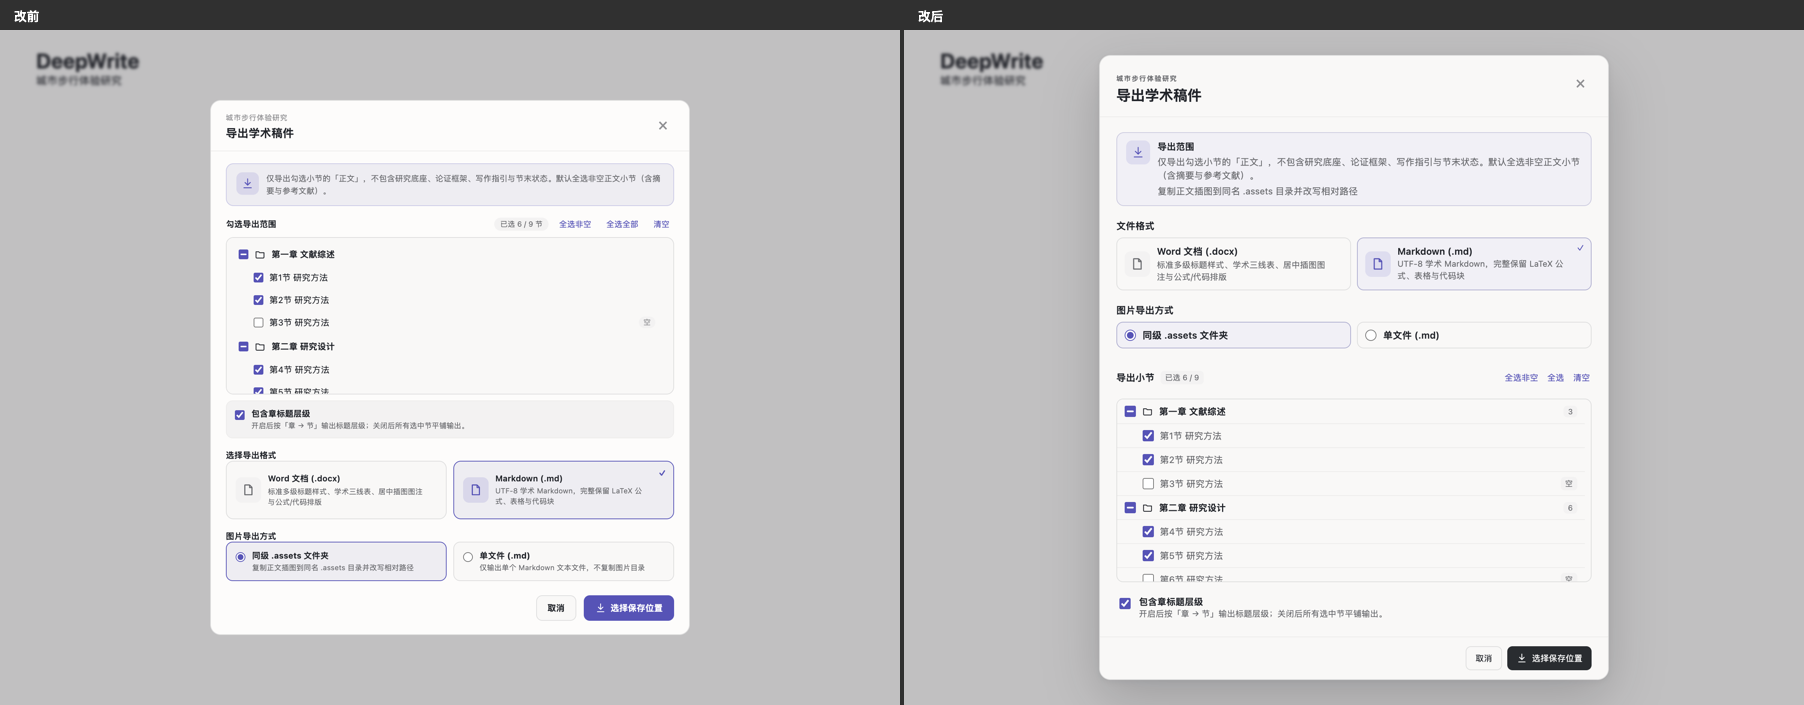 改前
DeepWrite
城市步行体验研究
城市步行体验研究
导出学术稿件
仅导出勾选小节的「正文」，不包含研究底座、论证框架、写作指引与节末状态。默认全选非空正文小节（含摘
要与参考文献）。
勾选导出范围
已选 6 / 9 节
全选非空
全选全部
清空
第一章 文献综述
第1节 研究方法
第2节 研究方法
第3节 研究方法
空
第二章 研究设计
第4节 研究方法
第5节 研究方法
包含章标题层级
开启后按「章 → 节」输出标题层级；关闭后所有选中节平铺输出。
选择导出格式
Word 文档 (.docx)
标准多级标题样式、学术三线表、居中插图图注
与公式/代码排版
Markdown (.md)
UTF-8 学术 Markdown，完整保留 LaTeX 公
式、表格与代码块
图片导出方式
同级 .assets 文件夹
复制正文插图到同名 .assets 目录并改写相对路径
单文件 (.md)
仅输出单个 Markdown 文本文件，不复制图片目录
取消
选择保存位置
改后
DeepWrite
城市步行体验研究
城市步行体验研究
导出学术稿件
导出范围
仅导出勾选小节的「正文」，不包含研究底座、论证框架、写作指引与节末状态。默认全选非空正文小节
（含摘要与参考文献）。
复制正文插图到同名 .assets 目录并改写相对路径
文件格式
Word 文档 (.docx)
标准多级标题样式、学术三线表、居中插图图
注与公式/代码排版
Markdown (.md)
UTF-8 学术 Markdown，完整保留 LaTeX 公
式、表格与代码块
图片导出方式
同级 .assets 文件夹
单文件 (.md)
导出小节
已选 6 / 9
全选非空
全选
清空
第一章 文献综述
3
第1节 研究方法
第2节 研究方法
第3节 研究方法
空
第二章 研究设计
6
第4节 研究方法
第5节 研究方法
第6节 研究方法
空
包含章标题层级
开启后按「章 → 节」输出标题层级；关闭后所有选中节平铺输出。
取消
选择保存位置